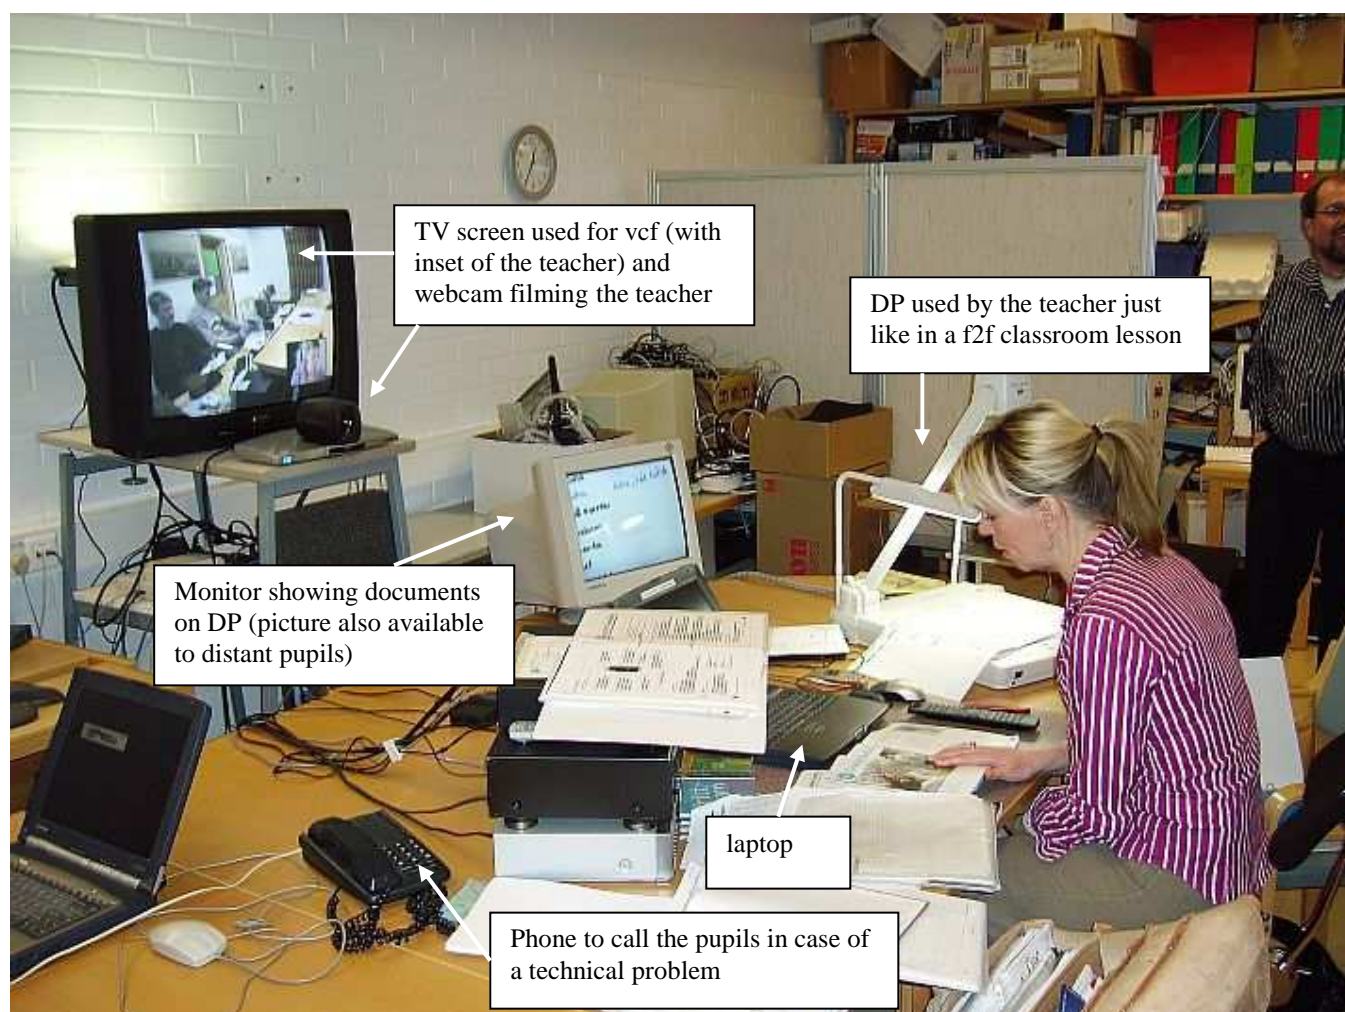 TV screen used for vcf (with
inset of the teacher) and
webcam filming the teacher
DP used by the teacher just
like in a f2f classroom lesson
Monitor showing documents
on DP (picture also available
to distant pupils)
laptop
Phone to call the pupils in case of
a technical problem